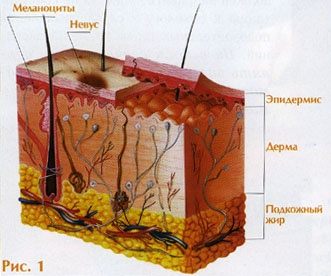 Меланоциты
Невус
Эпидермис
Дерма
Подкожный
жир
Рис. 1